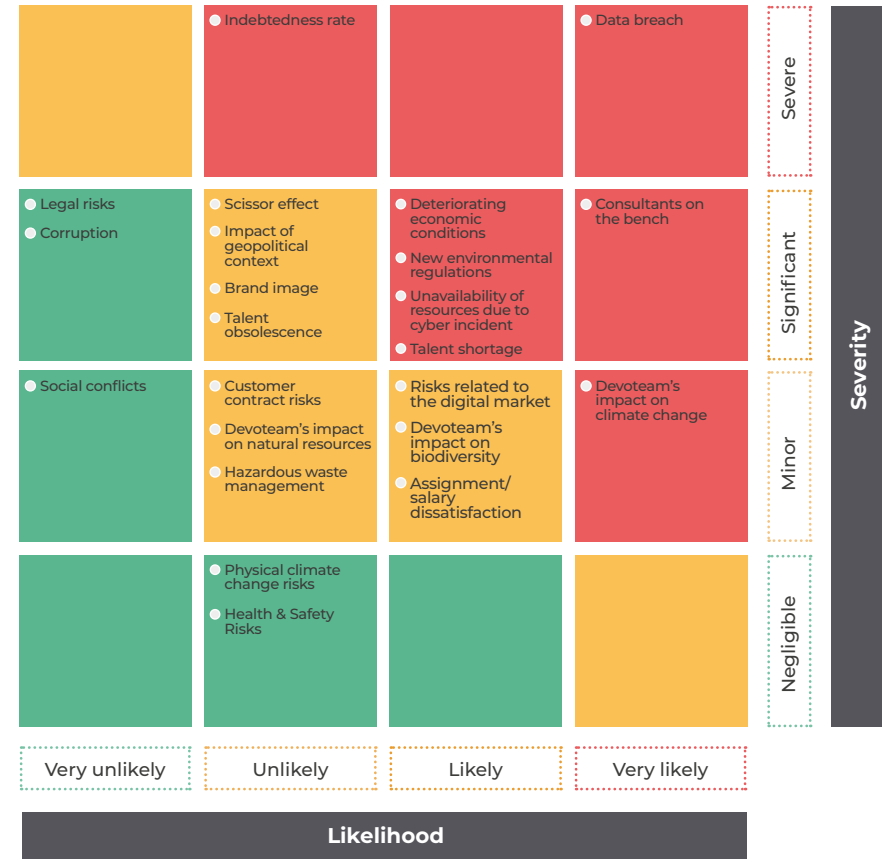 Indebtedness rate
Data breach
Severe
Legal risks
Corruption
Scissor effect
Impact of
geopolitical
context
Brand image
Talent
obsolescence
Deteriorating
economic
conditions
New environmental
regulations
Unavailability of
resources due to
cyber incident
Talent shortage
Consultants on
the bench
Significant
Social conflicts
Customer
contract risks
Devoteam's impact
on natural resources
Hazardous waste
management
Risks related to
the digital market
Devoteam's
impact on
biodiversity
Assignment/
salary
dissatisfaction
Devoteam's
impact on
climate change
Minor
Physical climate
change risks
Health & Safety
Risks
Negligible
Severity
Very unlikely
Unlikely
Likely
Very likely
Likelihood